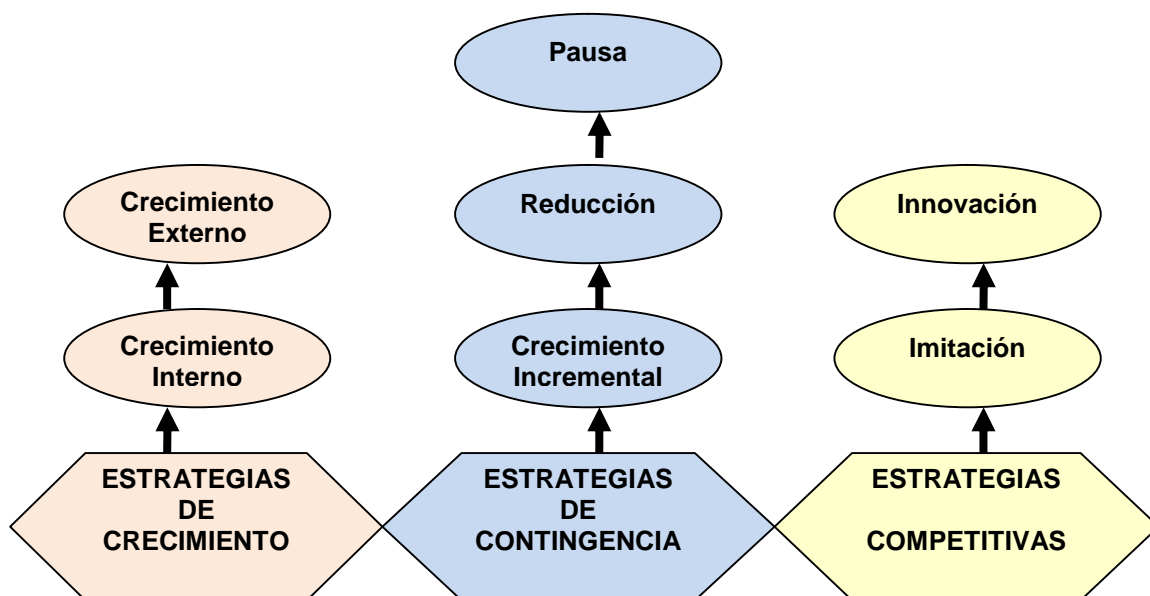 Pausa
Crecimiento
Externo
Reducción
Innovación
Crecimiento
Interno
Crecimiento
Incremental
Imitación
ESTRATEGIAS
DE
CRECIMIENTO
ESTRATEGIAS
DE
CONTINGENCIA
ESTRATEGIAS
COMPETITIVAS